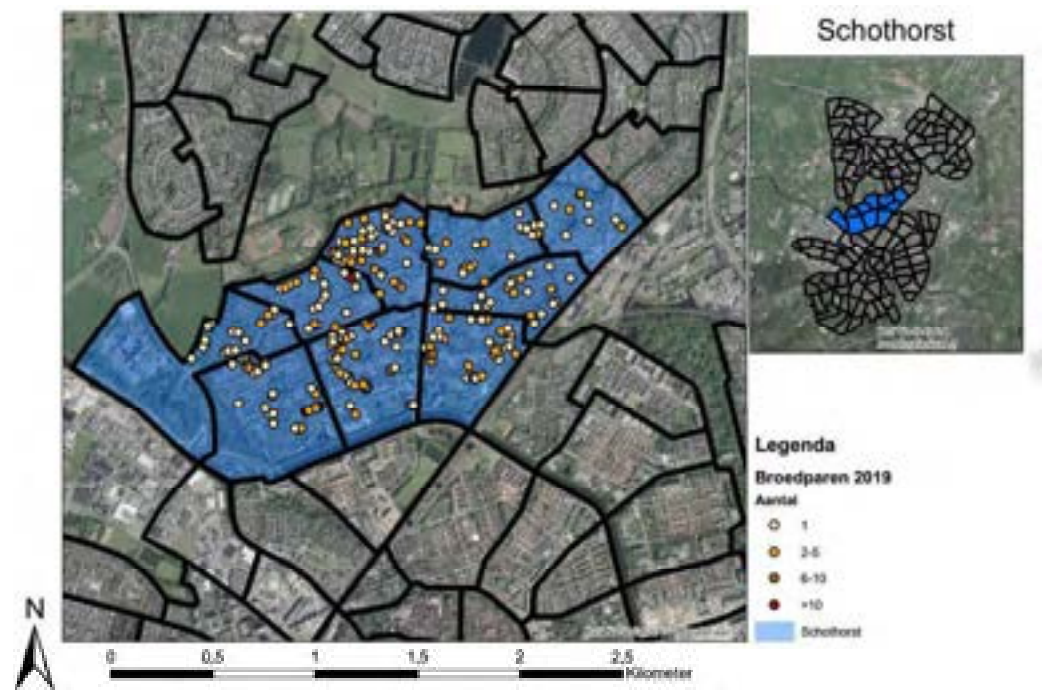 Schothorst
Legenda
Broedparen 2019
Aantal
1
2-5
6-10
>10
Schothorst
N
0 0,5 1 1,5 2 2,5
Kilometer